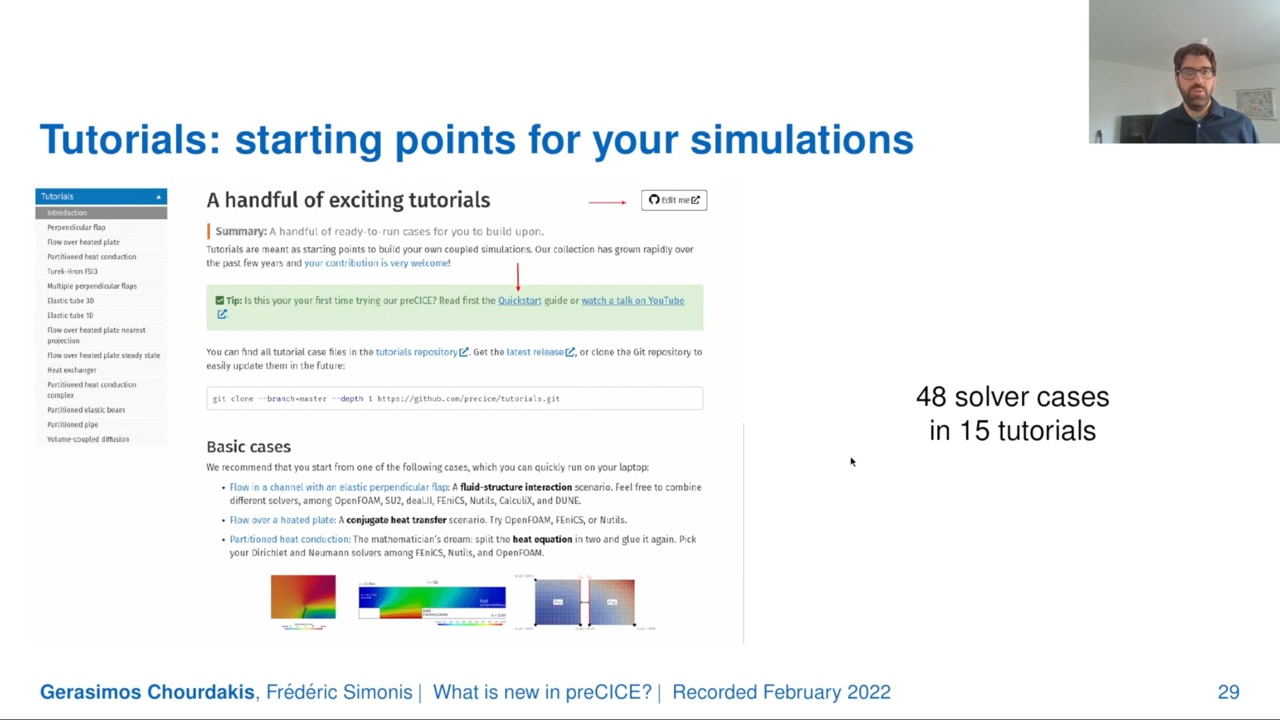 Tutorials: starting points for your simulations
Tutorials
Introduction
Perpendicular flap
Flow over heated plate
Partitioned heat conduction
Turek-Hron FSI3
Multiple perpendicular flaps
Elastic tube 3D
Elastic tube 1D
Flow over heated plate nearest
projection
Flow over heated plate steady state
Heat exchanger
Partitioned heat conduction
complex
Partitioned elastic beam
Partitioned pipe
Volume-coupled diffusion
A handful of exciting tutorials
Edit me
Summary: A handful of ready-to-run cases for you to build upon.
Tutorials are meant as starting points to build your own coupled simulations. Our collection has grown rapidly over
the past few years and your contribution is very welcome!
Tip: Is this your your first time trying our preCICE? Read first the Quickstart guide or watch a talk on YouTube
.
You can find all tutorial case files in the tutorials repository. Get the latest release, or clone the Git repository to
easily update them in the future:
git clone --branch=master --depth 1 https://github.com/precice/tutorials.git
Basic cases
We recommend that you start from one of the following cases, which you can quickly run on your laptop:
• Flow in a channel with an elastic perpendicular flap: A fluid-structure interaction scenario. Feel free to combine
different solvers, among OpenFOAM, SU2, deal.II, FEniCS, Nutils, CalculiX, and DUNE.
• Flow over a heated plate: A conjugate heat transfer scenario. Try OpenFOAM, FEniCS, or Nutils.
• Partitioned heat conduction: The mathematician's dream: split the heat equation in two and glue it again. Pick
your Dirichlet and Neumann solvers among FEniCS, Nutils, and OpenFOAM.
48 solver cases
in 15 tutorials
Gerasimos Chourdakis, Frédéric Simonis | What is new in preCICE? | Recorded February 2022
29